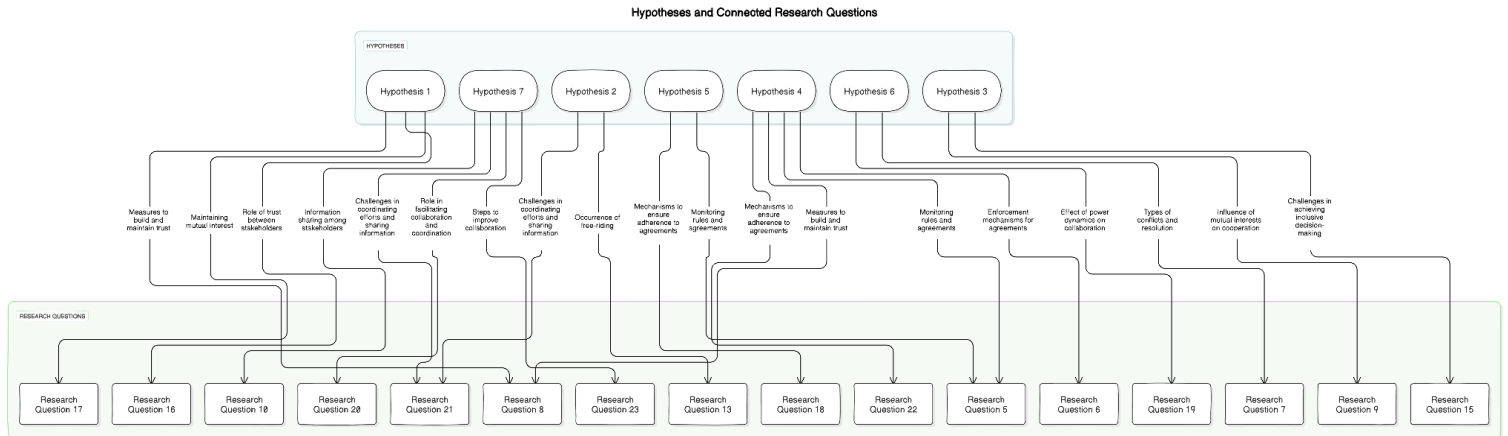 Hypotheses and Connected Research Questions
HYPOTHESES
Hypothesis 1
Hypothesis 7
Hypothesis 2
Hypothesis 5
Hypothesis 4
Hypothesis 6
Hypothesis 3
Measures to
build and
maintain trust
Maintaining
mutual interest
Role of trust
between
stakeholders
Information
sharing among
stakeholders
Challenges in
coordinating
efforts and
sharing
information
Role in
facilitating
collaboration
and
coordination
Steps to
improve
collaboration
Challenges in
coordinating
efforts and
sharing
information
Occurrence of
free-riding
Mechanisms to
ensure
adherence to
agreements
Monitoring
rules and
agreements
Mechanisms to
ensure
adherence to
agreements
Measures to
build and
maintain trust
Monitoring
rules and
agreements
Enforcement
mechanisms for
agreements
Effect of power
dynamics on
collaboration
Types of
conflicts and
resolution
Influence of
mutual interests
on cooperation
Challenges in
achieving
inclusive
decision-
making
RESEARCH QUESTIONS
Research
Question 17
Research
Question 16
Research
Question 10
Research
Question 20
Research
Question 21
Research
Question 8
Research
Question 23
Research
Question 13
Research
Question 18
Research
Question 22
Research
Question 5
Research
Question 6
Research
Question 19
Research
Question 7
Research
Question 9
Research
Question 15